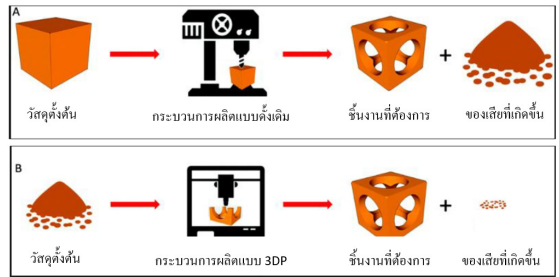 A
วัสดุตั้งต้น กระบวนการผลิตแบบดั้งเดิม ชิ้นงานที่ต้องการ + ของเสียที่เกิดขึ้น
B
วัสดุตั้งต้น กระบวนการผลิตแบบ 3DP ชิ้นงานที่ต้องการ + ของเสียที่เกิดขึ้น